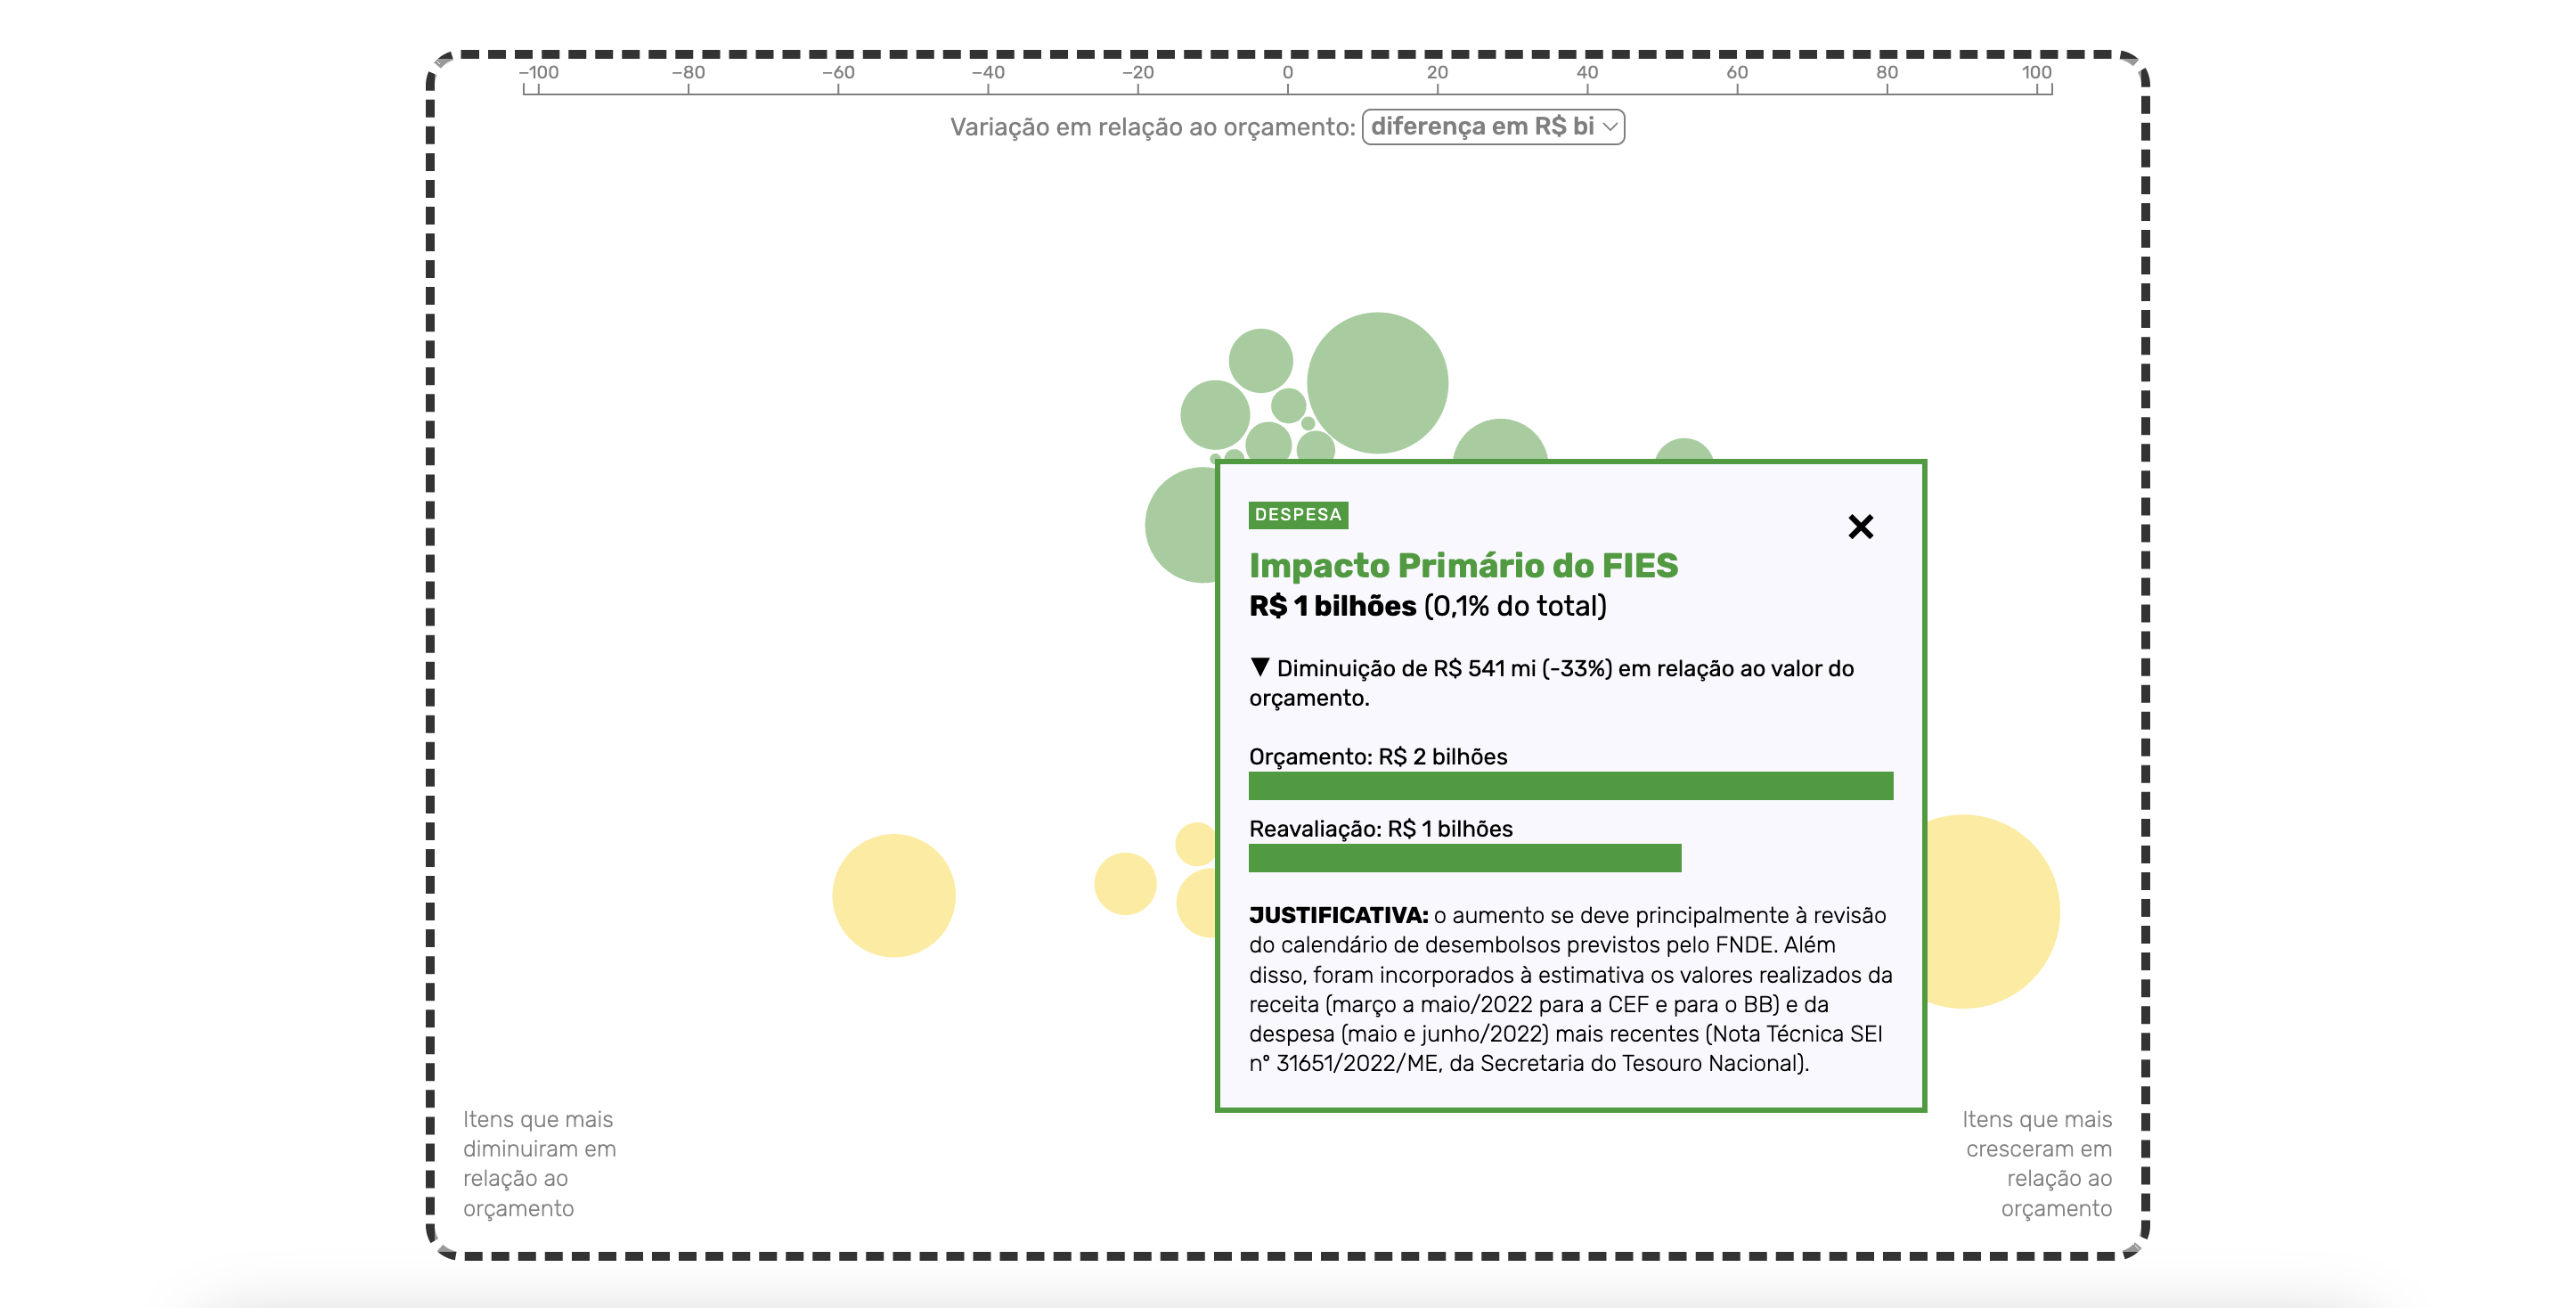 −100 −80 −60 −40 −20 0 20 40 60 80 100
Variação em relação ao orçamento: diferença em R$ bi
DESPESA
Impacto Primário do FIES
R$ 1 bilhões (0,1% do total)
▼ Diminuição de R$ 541 mi (-33%) em relação ao valor do
orçamento.
Orçamento: R$ 2 bilhões
Reavaliação: R$ 1 bilhões
JUSTIFICATIVA: o aumento se deve principalmente à revisão
do calendário de desembolsos previstos pelo FNDE. Além
disso, foram incorporados à estimativa os valores realizados da
receita (março a maio/2022 para a CEF e para o BB) e da
despesa (maio e junho/2022) mais recentes (Nota Técnica SEI
nº 31651/2022/ME, da Secretaria do Tesouro Nacional).
Itens que mais
diminuiram em
relação ao
orçamento
Itens que mais
cresceram em
relação ao
orçamento